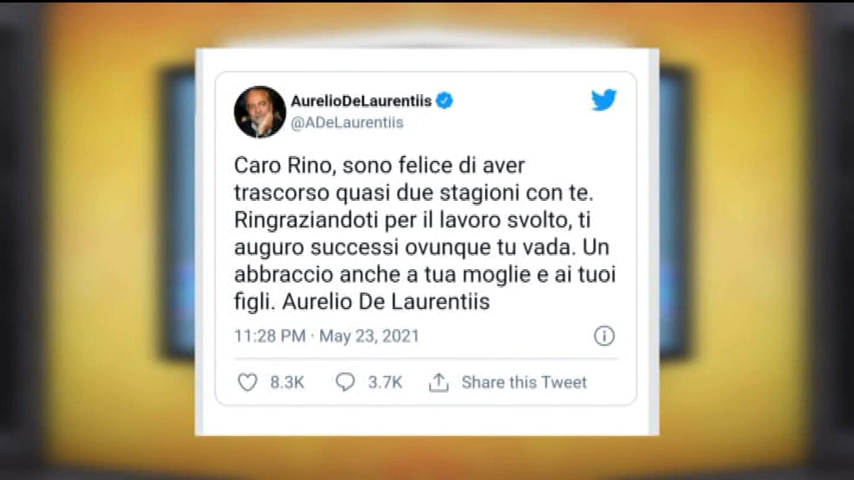 AurelioDeLaurentiis
@ADeLaurentiis
Caro Rino, sono felice di aver
trascorso quasi due stagioni con te.
Ringraziandoti per il lavoro svolto, ti
auguro successi ovunque tu vada. Un
abbraccio anche a tua moglie e ai tuoi
figli. Aurelio De Laurentiis
11:28 PM · May 23, 2021
8.3K 3.7K Share this Tweet